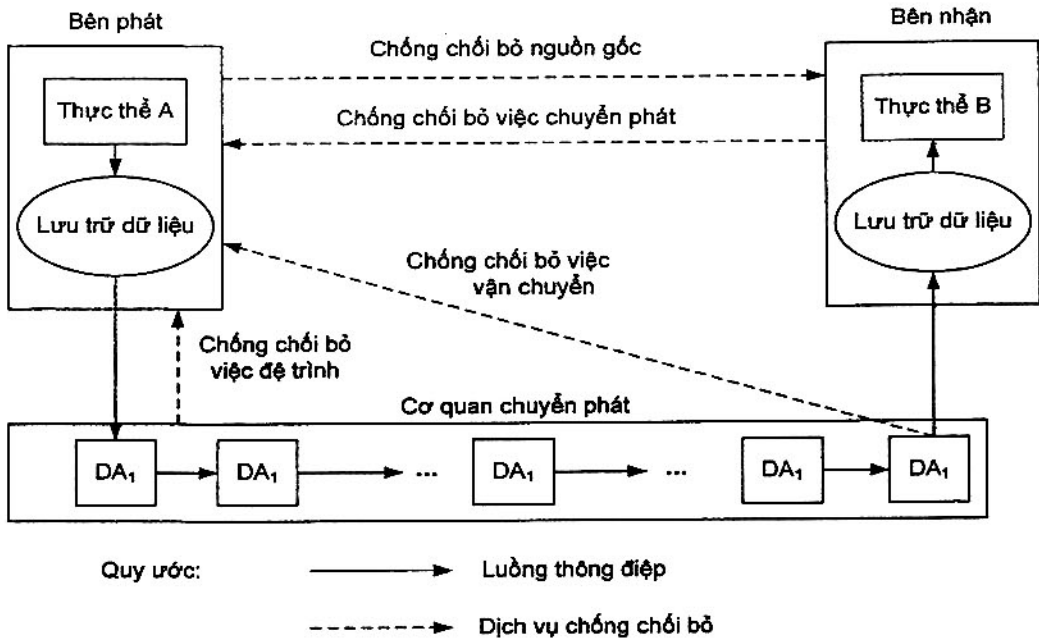 Bên phát
Bên nhận
Chống chối bỏ nguồn gốc
Thực thể A
Thực thể B
Chống chối bỏ việc chuyển phát
Lưu trữ dữ liệu
Lưu trữ dữ liệu
Chống chối bỏ việc
vận chuyển
Chống chối bỏ
việc đệ trình
Cơ quan chuyển phát
DA₁
DA₁
...
DA₁
...
DA₁
DA₁
Quy ước:
Luồng thông điệp
Dịch vụ chống chối bỏ